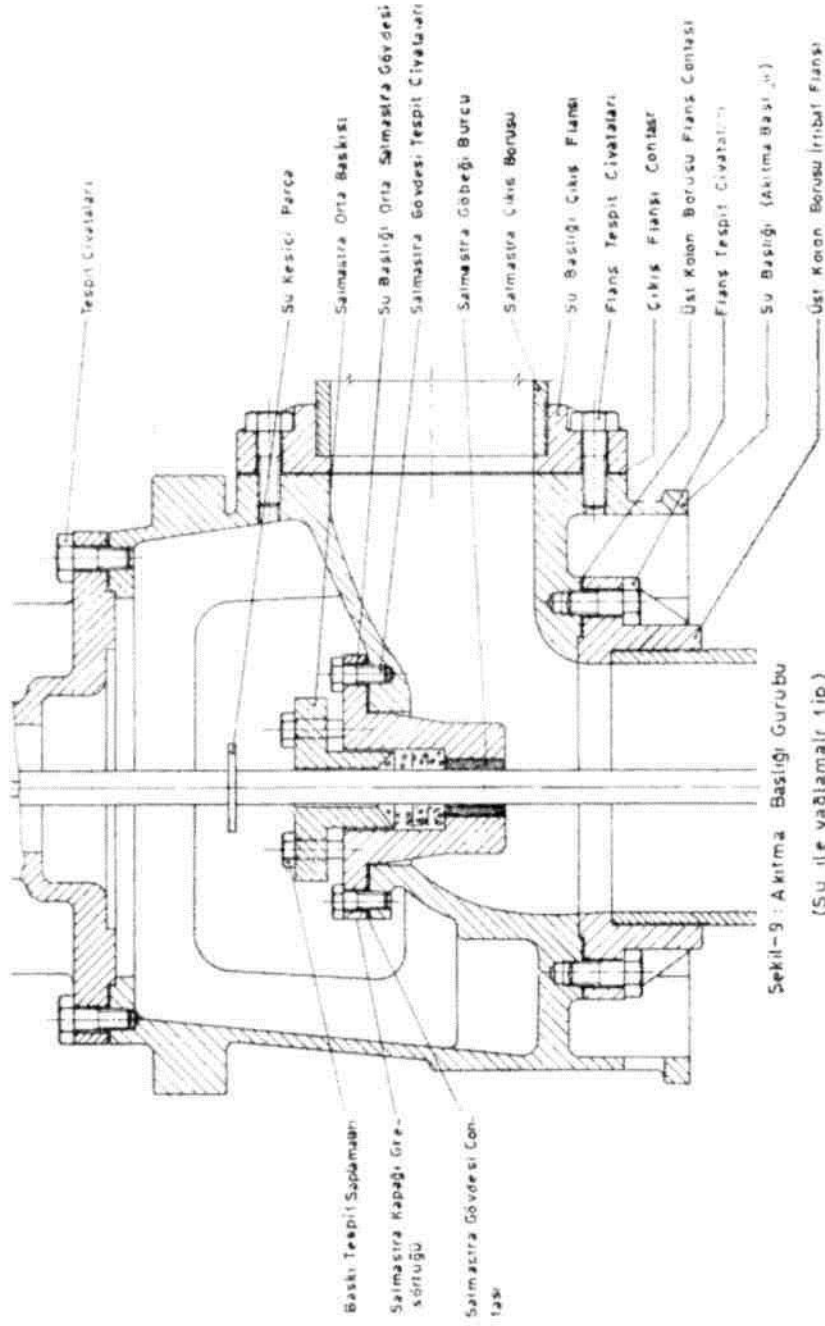 Tespit Civataları
Su Kesici Parça
Salmastra Orta Baskısı
Su Başlığı Orta Salmastra Gövdesi
Salmastra Gövdesi Tespit Civataları
Salmastra Göbeği Burcu
Salmastra Çıkış Borusu
Su Başlığı Çıkış Flanşı
Flanş Tespit Civataları
Çıkış Flanşı Contası
Üst Kolon Borusu Flanş Contası
Flanş Tespit Civataları
Su Başlığı (Akıtma
Üst Kolon Borusu İrtibat Flanşı
Baskı Tespit Saplamaları
Salmastra Kapağı Gre-
sörlüğü
Salmastra Gövdesi Con-
tası
Şekil-9: Akıtma Başlığı Gurubu
(Su ile yağlamalı tip)